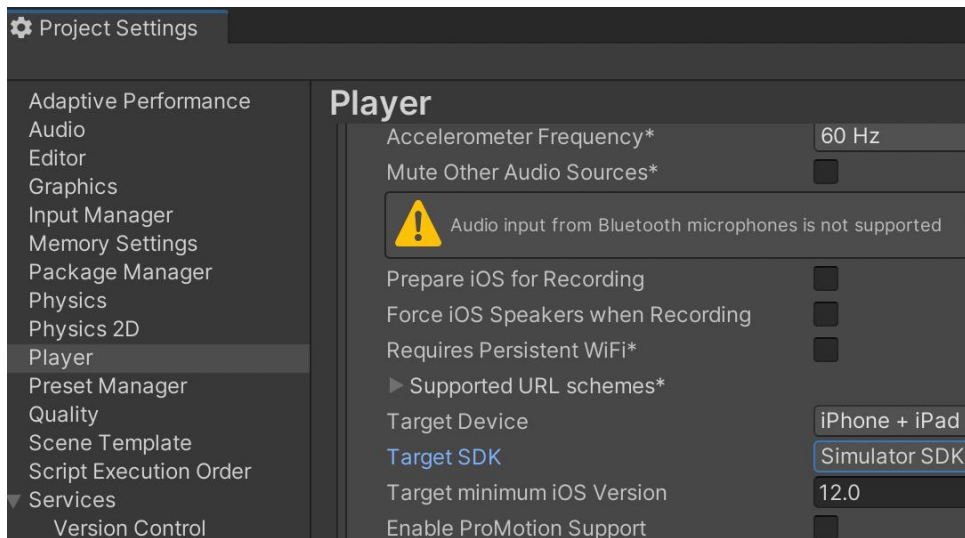 Project Settings
Adaptive Performance
Audio
Editor
Graphics
Input Manager
Memory Settings
Package Manager
Physics
Physics 2D
Player
Preset Manager
Quality
Scene Template
Script Execution Order
Services
Version Control
Player
Accelerometer Frequency* 60 Hz
Mute Other Audio Sources*
Audio input from Bluetooth microphones is not supported
Prepare iOS for Recording
Force iOS Speakers when Recording
Requires Persistent WiFi*
Supported URL schemes*
Target Device iPhone + iPad
Target SDK Simulator SDK
Target minimum iOS Version 12.0
Enable ProMotion Support